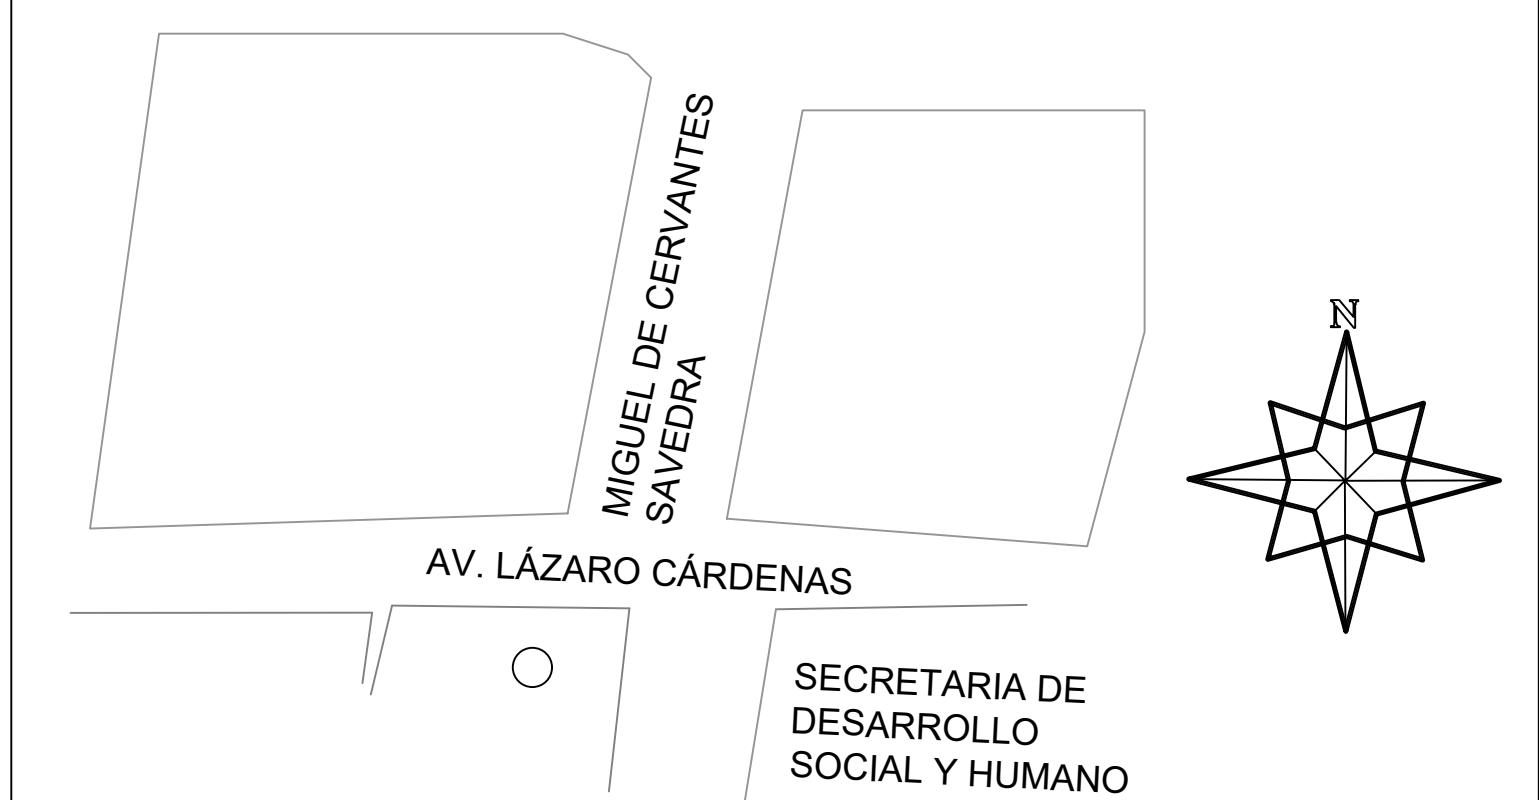 MIGUEL DE CERVANTES
SAVEDRA
N
AV. LÁZARO CÁRDENAS
SECRETARIA DE
DESARROLLO
SOCIAL Y HUMANO